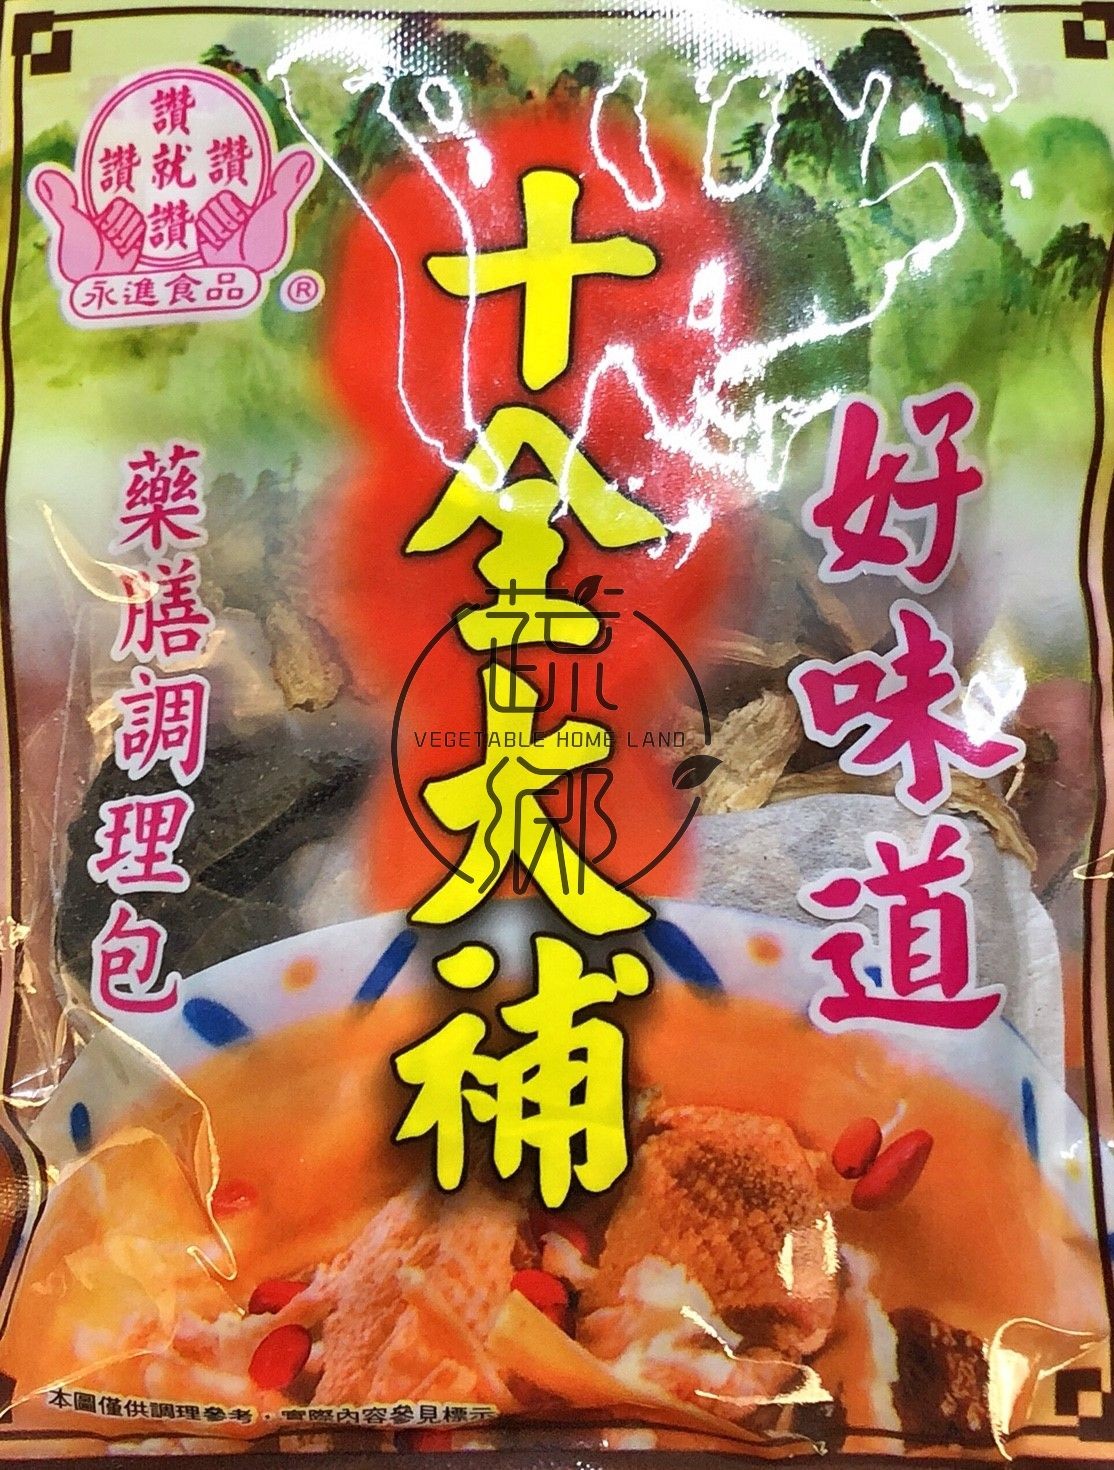 讚
讚就讚
讚
永進食品
®
十全大補
好味道
藥膳調理包
蔬
VEGETABLE HOME LAND
鄉
本圖僅供調理參考，實際內容參見標示